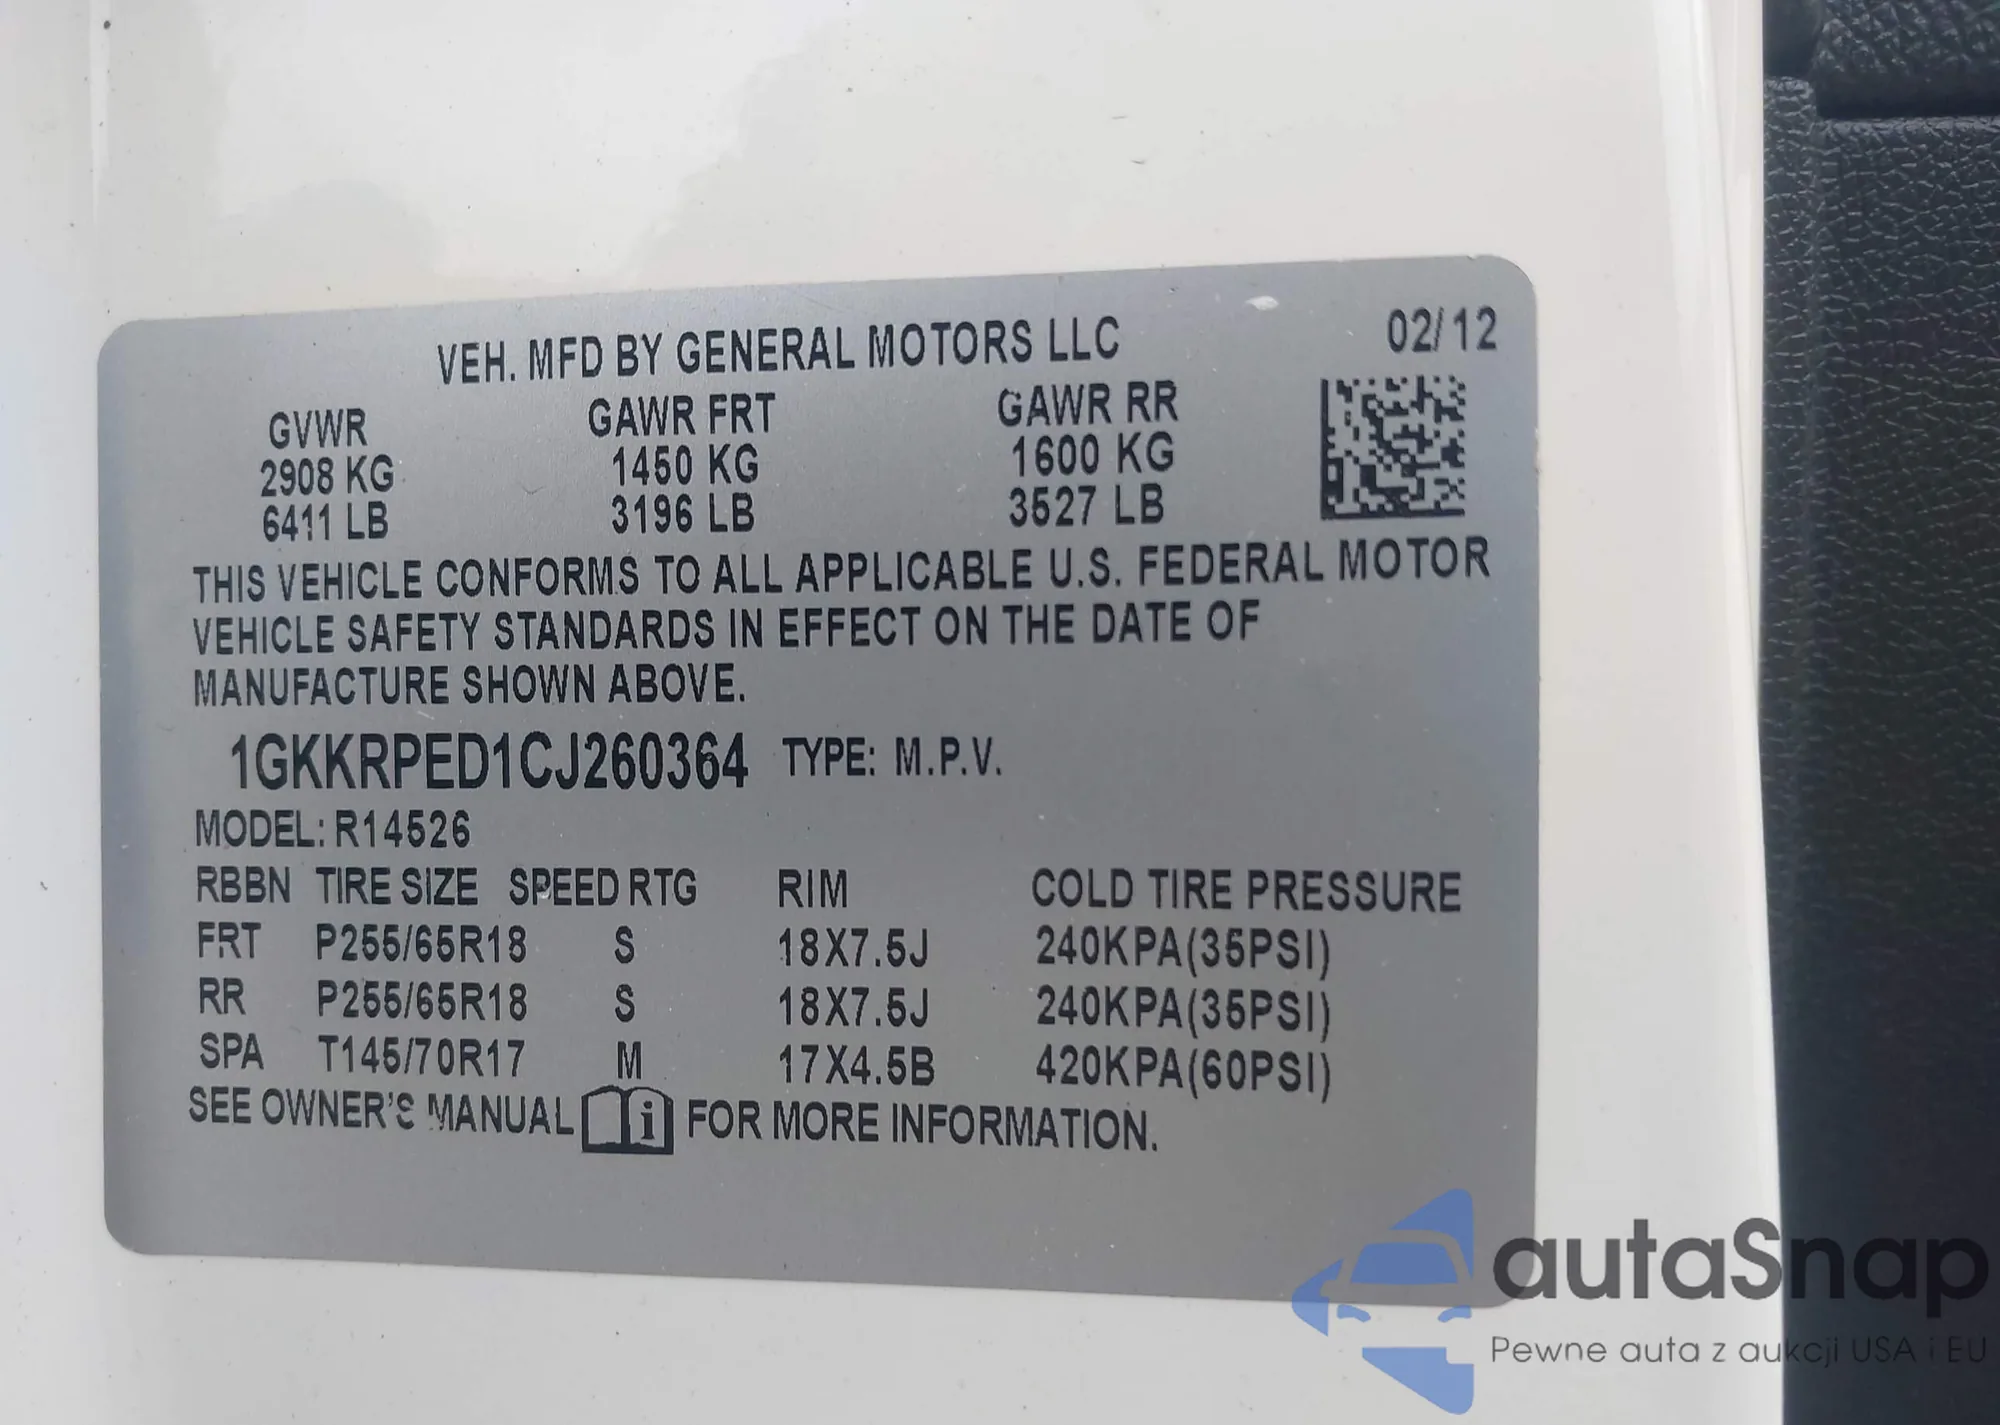 VEH. MFD BY GENERAL MOTORS LLC 02/12
GVWR GAWR FRT GAWR RR
2908 KG 1450 KG 1600 KG
6411 LB 3196 LB 3527 LB
THIS VEHICLE CONFORMS TO ALL APPLICABLE U.S. FEDERAL MOTOR
VEHICLE SAFETY STANDARDS IN EFFECT ON THE DATE OF
MANUFACTURE SHOWN ABOVE.
1GKKRPED1CJ260364 TYPE: M.P.V.
MODEL: R14526
RBBN TIRE SIZE SPEED RTG RIM COLD TIRE PRESSURE
FRT P255/65R18 S 18X7.5J 240KPA(35PSI)
RR P255/65R18 S 18X7.5J 240KPA(35PSI)
SPA T145/70R17 M 17X4.5B 420KPA(60PSI)
SEE OWNER'S MANUAL i FOR MORE INFORMATION.
autaSnap
Pewne auta z aukcji USA i EU